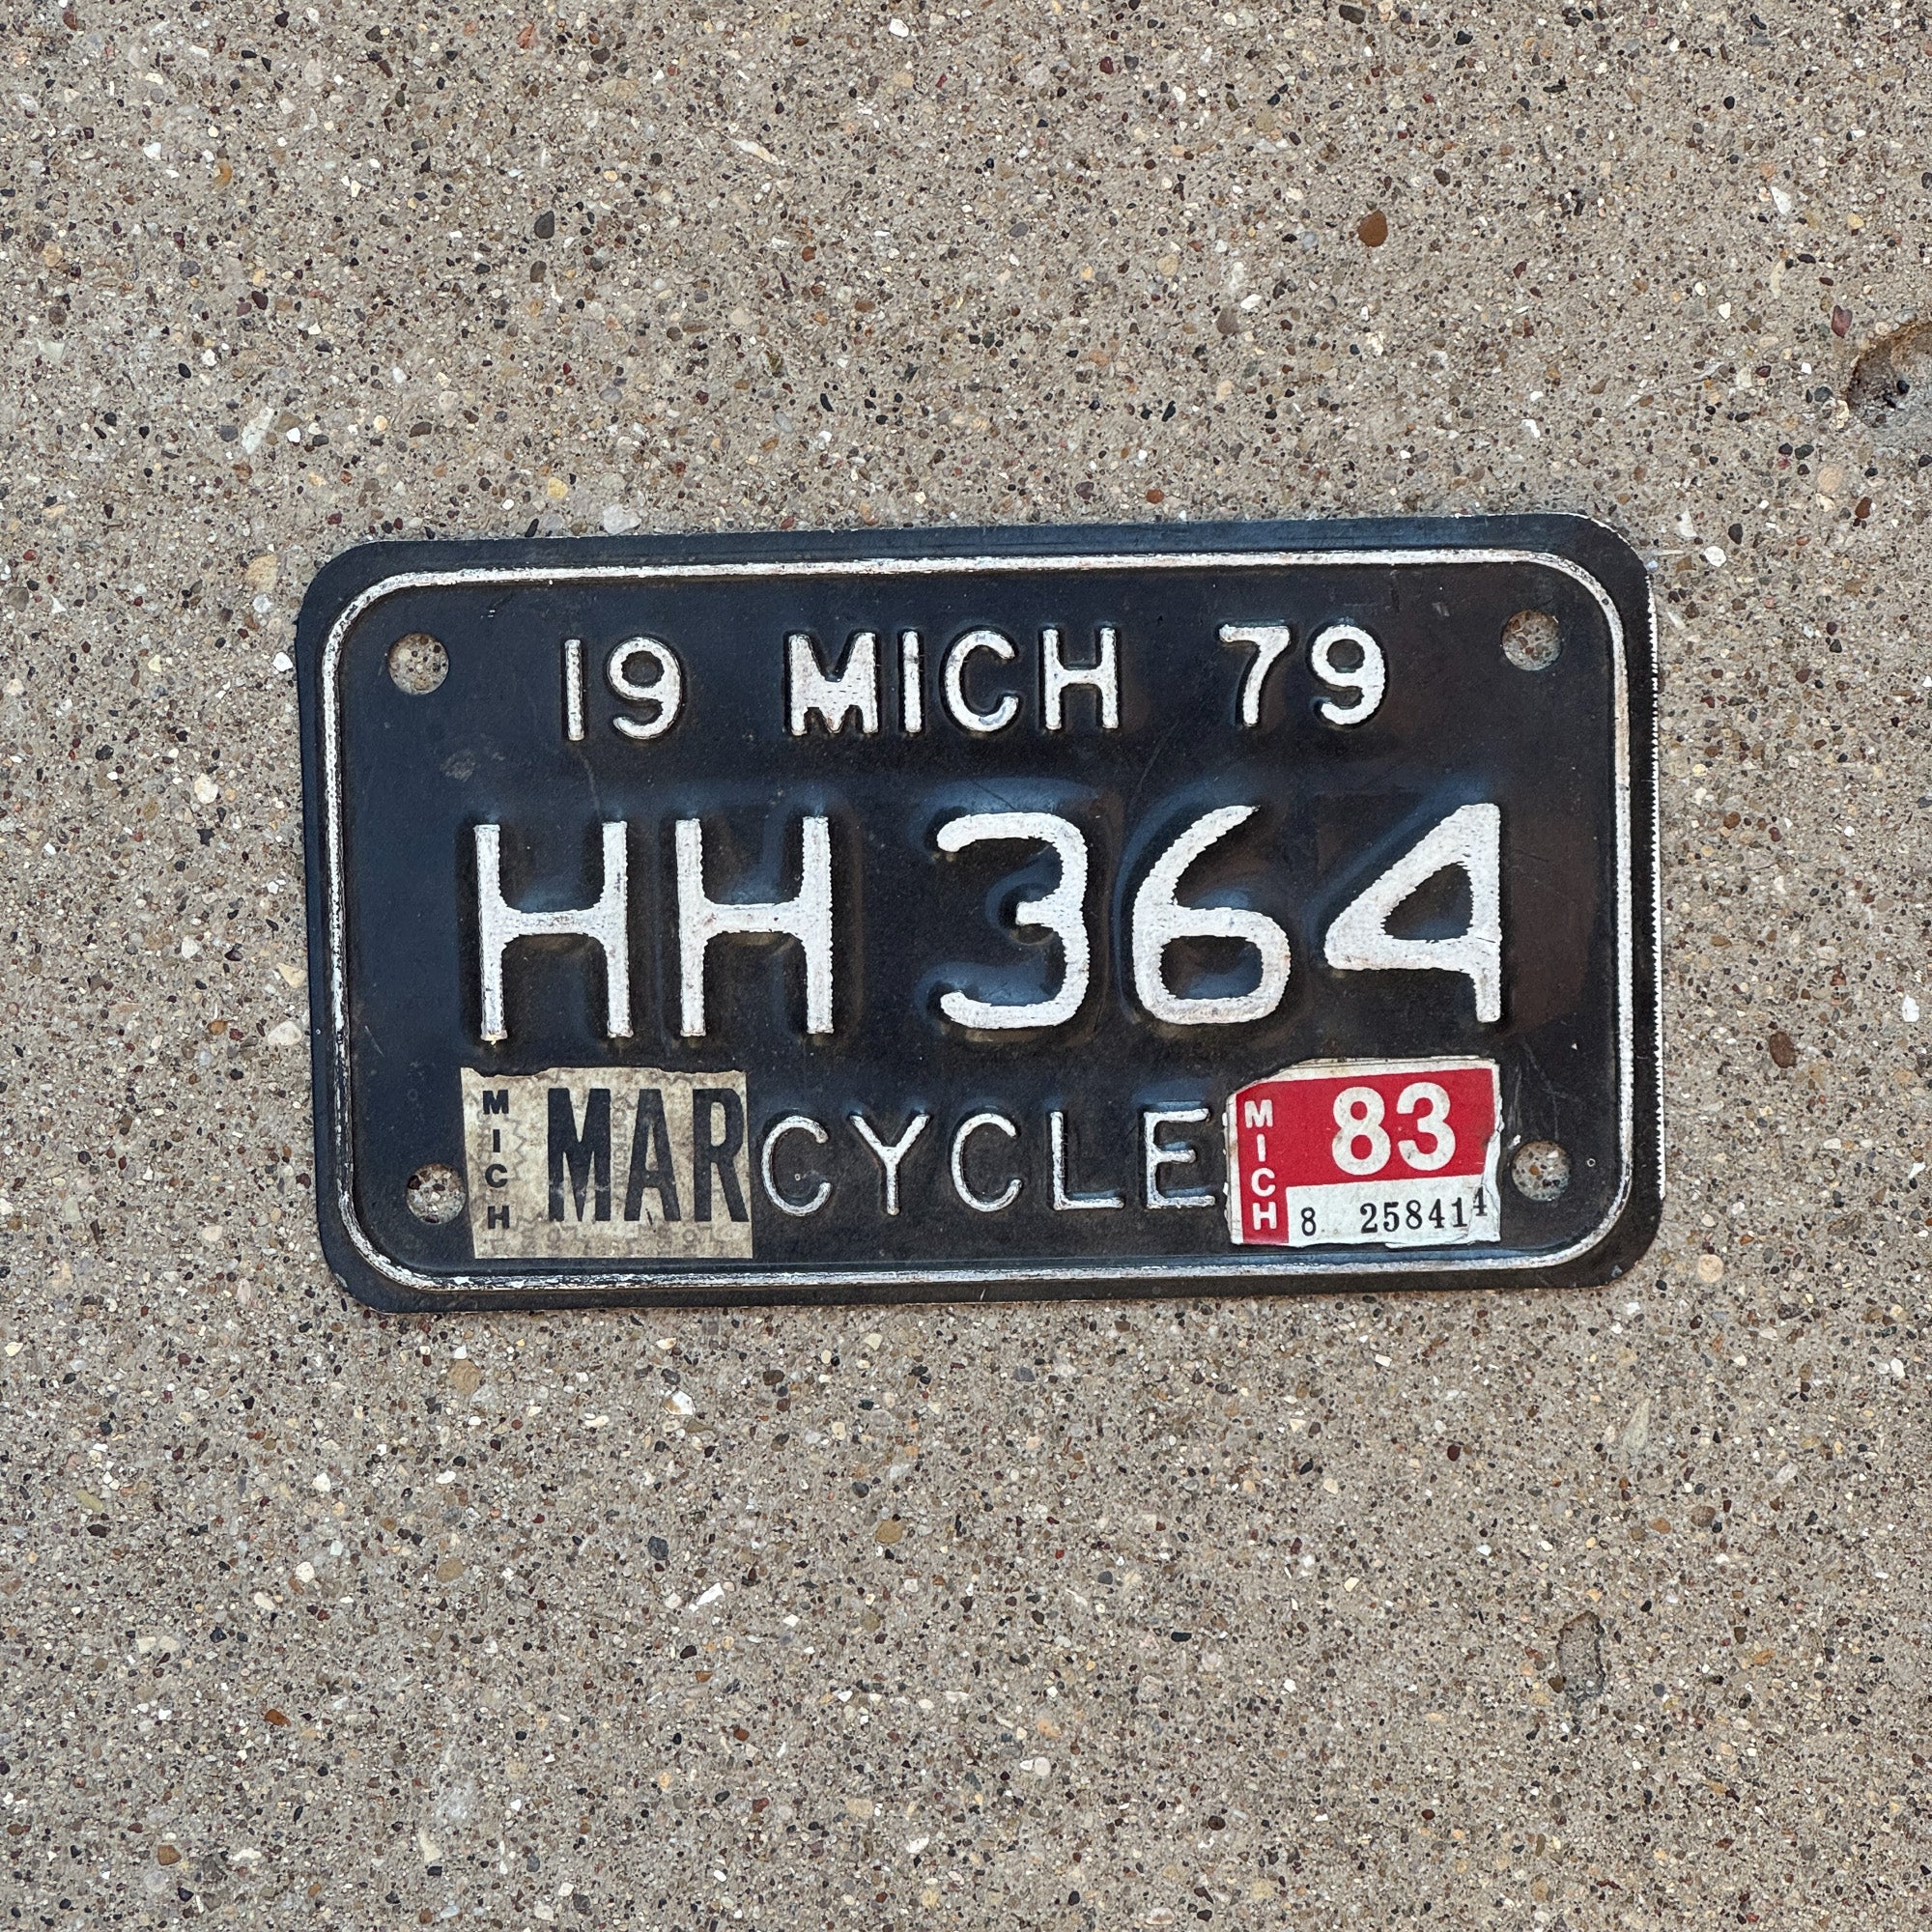 19 MICH 79
HH 364
MICH MAR CYCLE MICH 83
8 258414